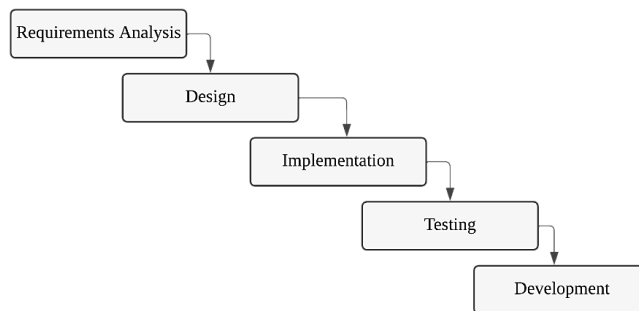 Requirements Analysis
Design
Implementation
Testing
Development